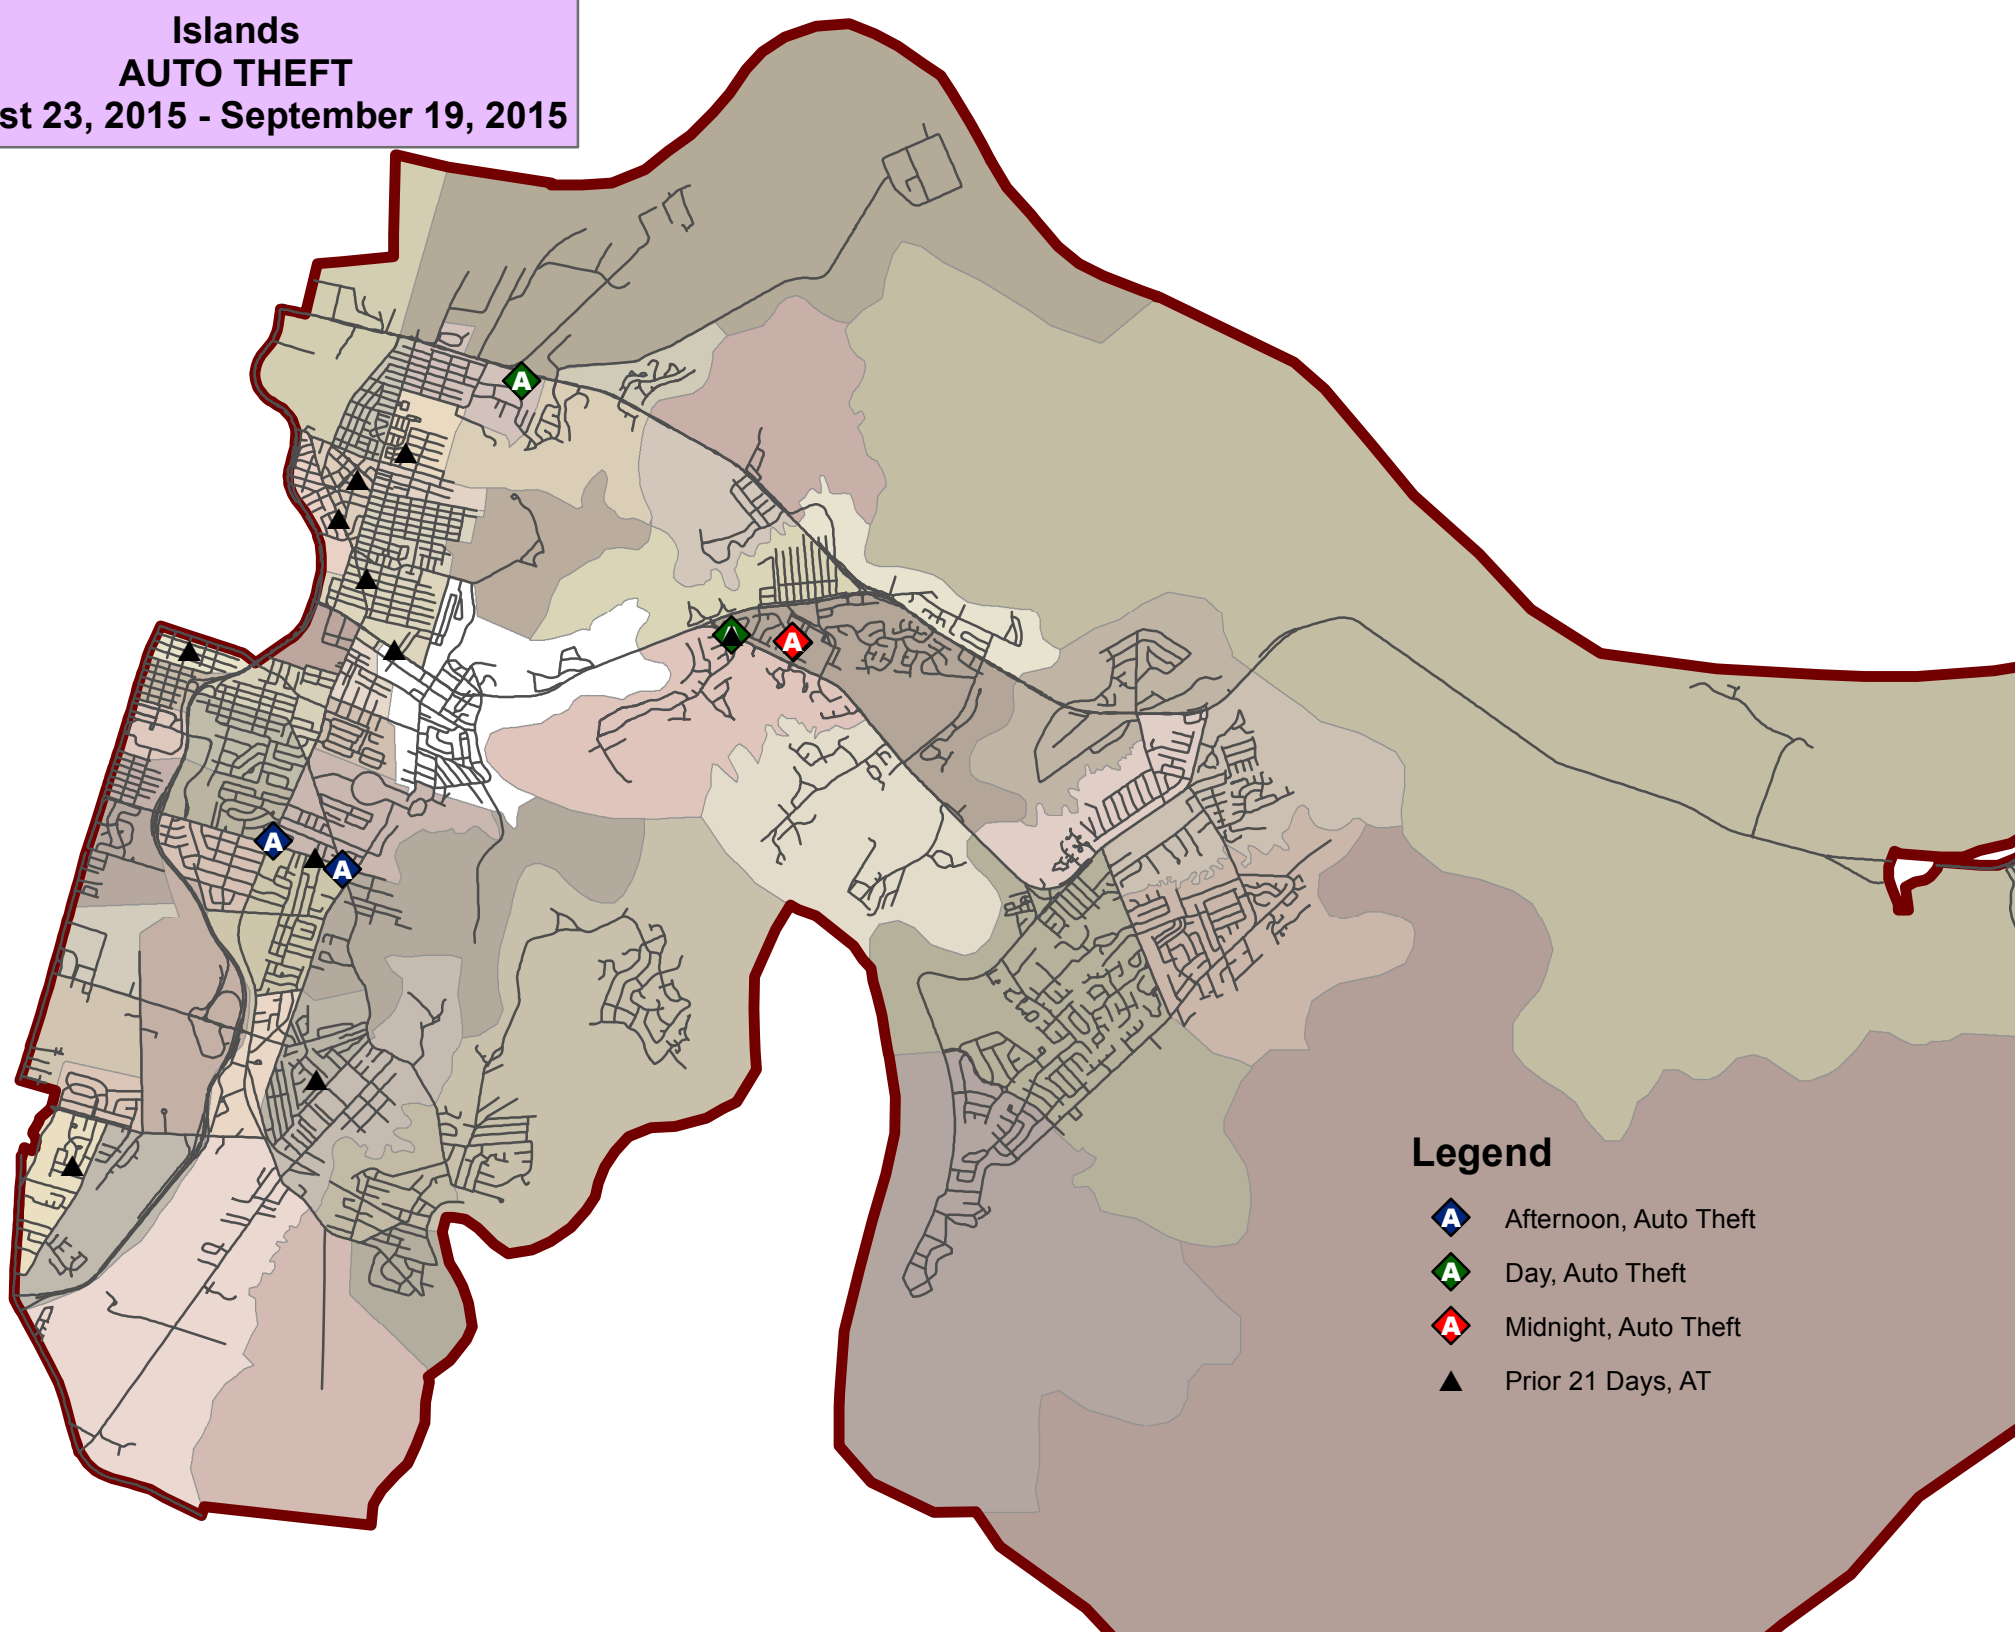 Islands
AUTO THEFT
st 23, 2015 - September 19, 2015
A
A
A
A
A
Legend
A Afternoon, Auto Theft
A Day, Auto Theft
A Midnight, Auto Theft
Prior 21 Days, AT